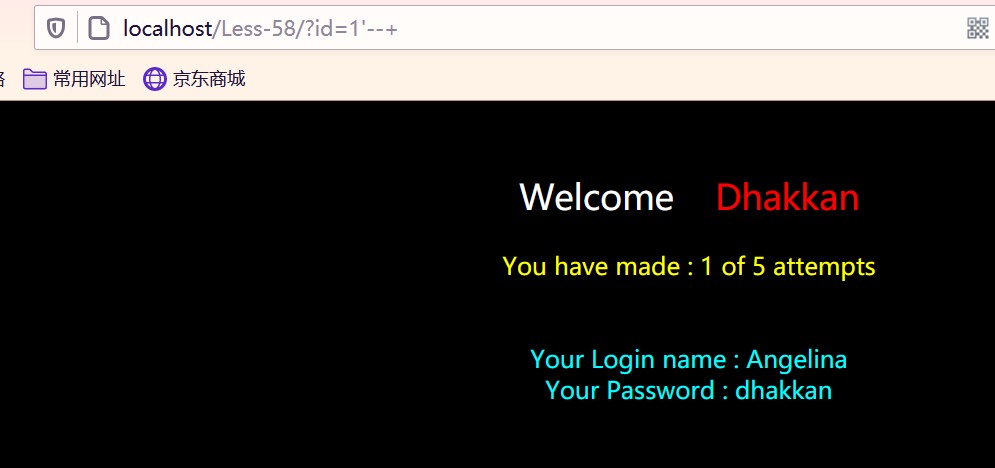 localhost/Less-58/?id=1'--+
常用网址 京东商城
Welcome Dhakkan
You have made : 1 of 5 attempts
Your Login name : Angelina
Your Password : dhakkan